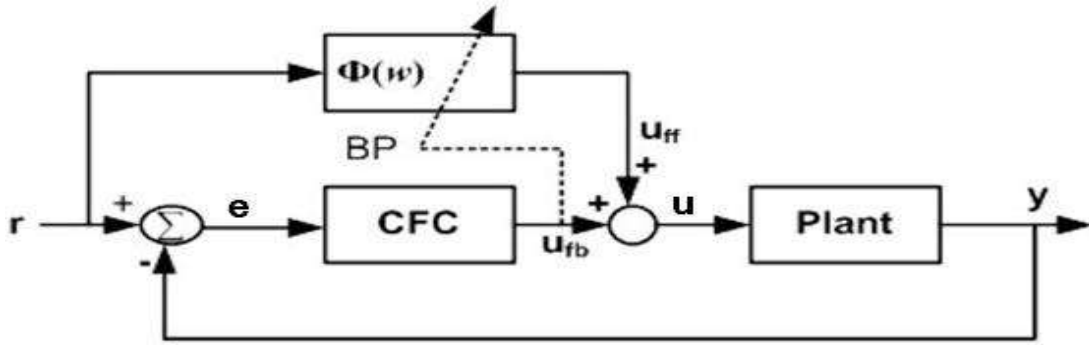 Φ(w)
BP
u_ff
+
+
r
+
Σ
-
e
CFC
u_fb
+
u
Plant
y